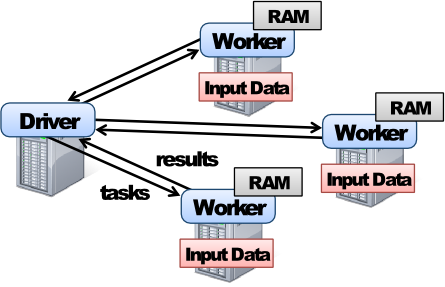 RAM
Worker
Input Data
RAM
Driver
Worker
results
Input Data
RAM
tasks
Worker
Input Data